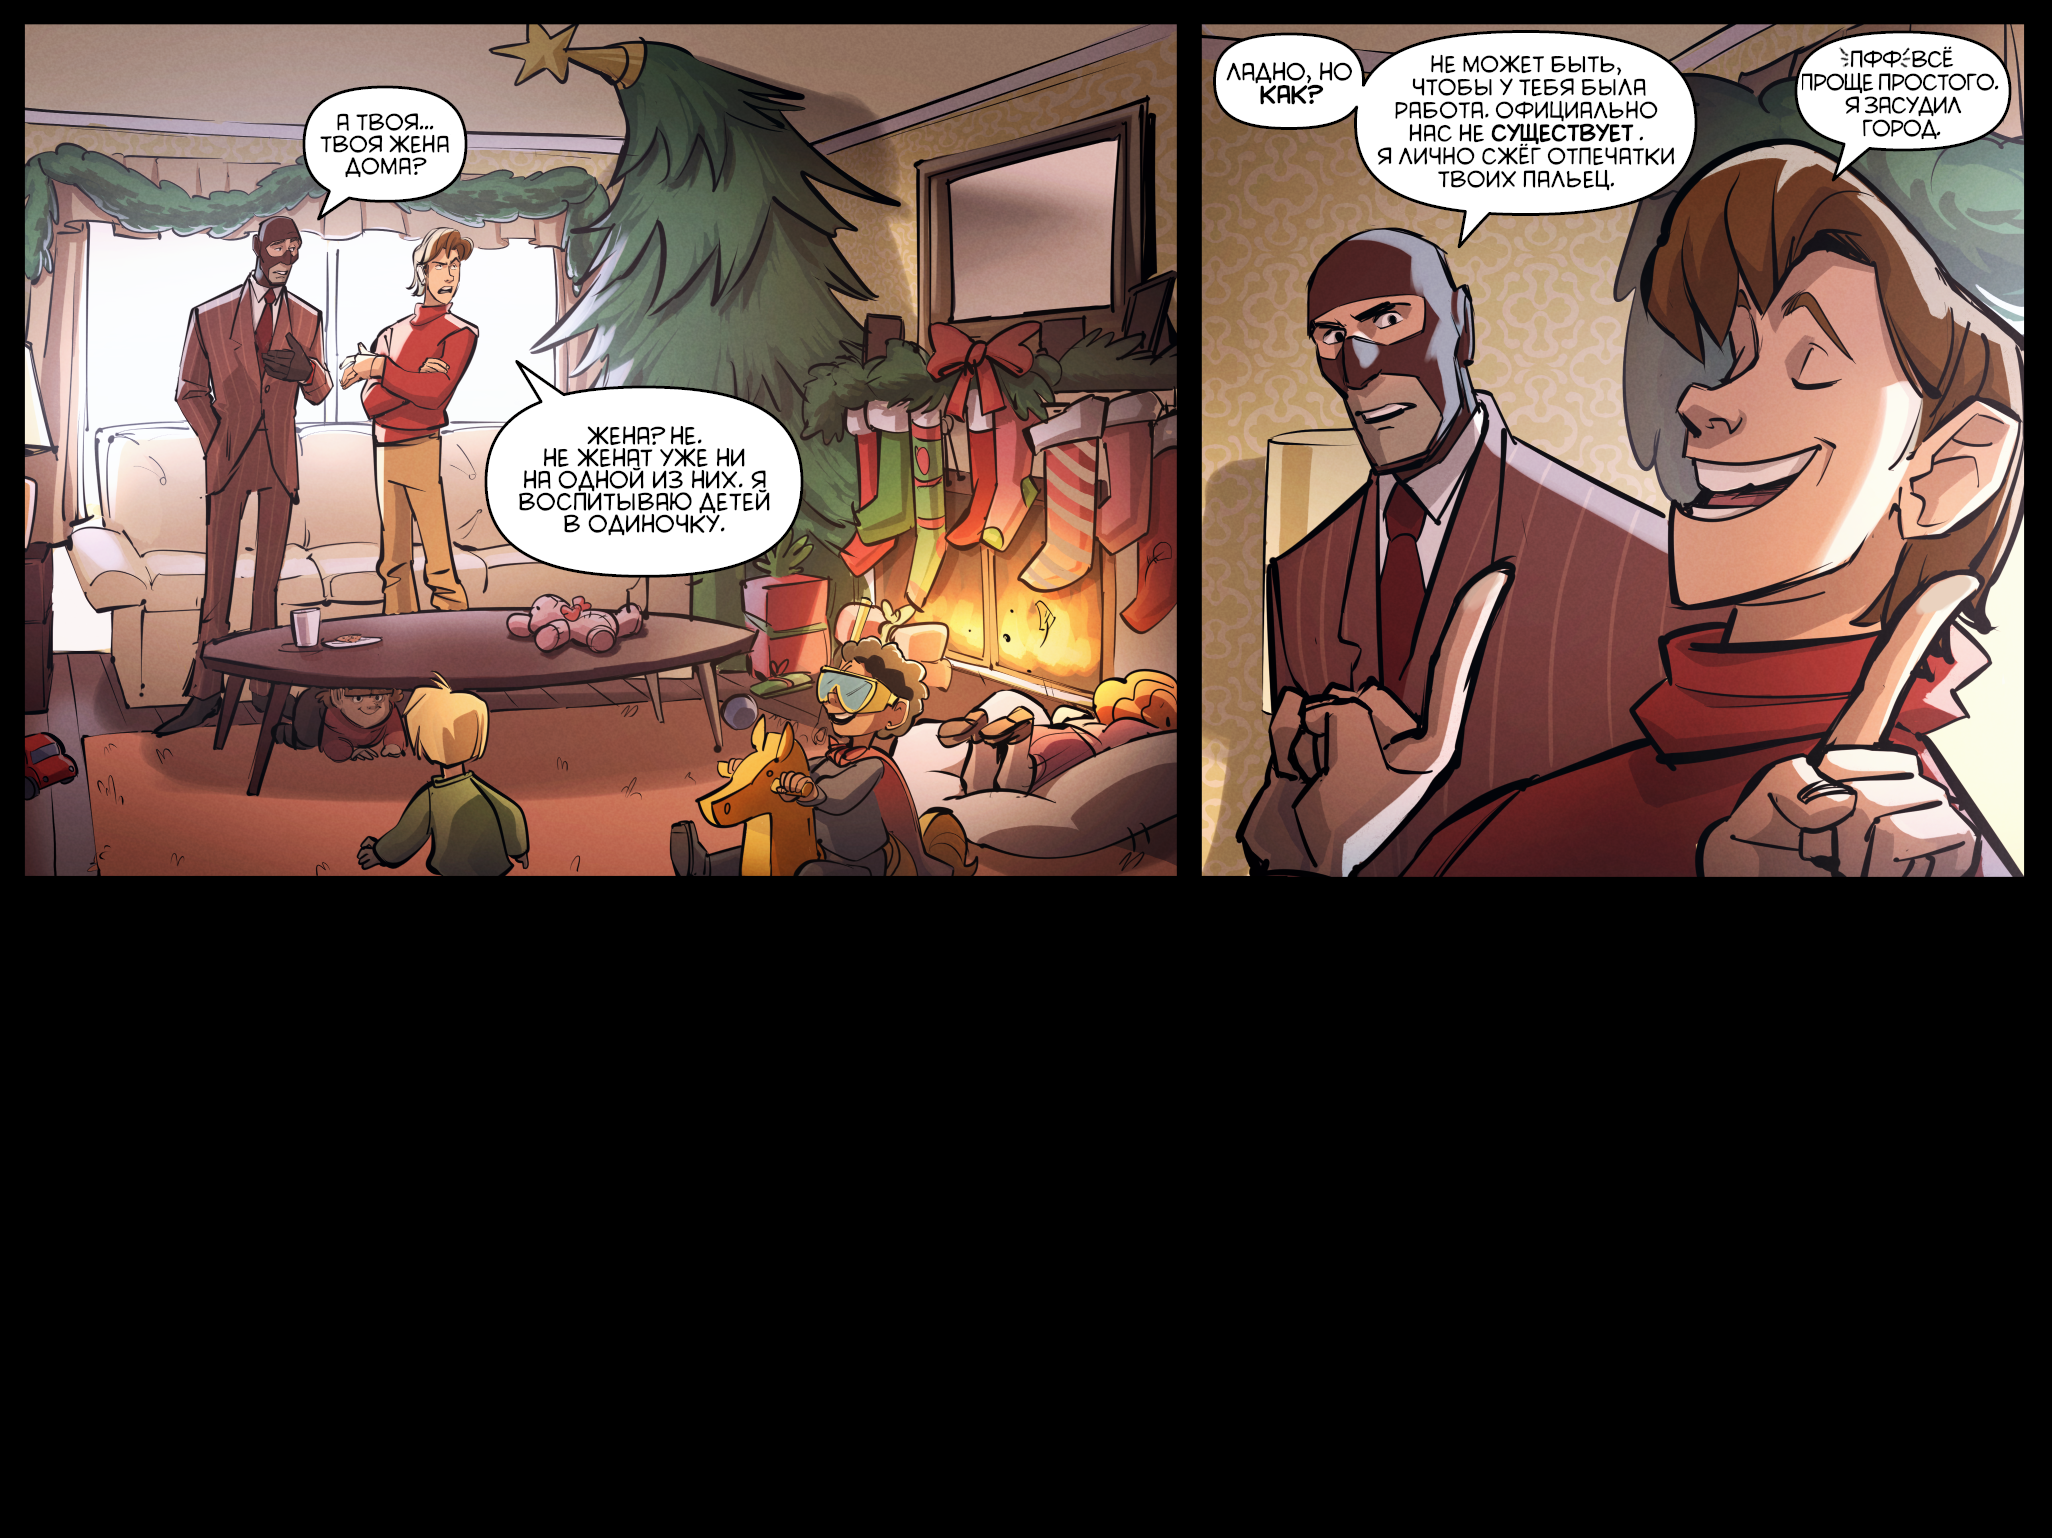 А ТВОЯ...
ТВОЯ ЖЕНА
ДОМА?
ЖЕНА? НЕ.
НЕ ЖЕНАТ УЖЕ НИ
НА ОДНОЙ ИЗ НИХ. Я
ВОСПИТЫВАЮ ДЕТЕЙ
В ОДИНОЧКУ.
ЛАДНО, НО
КАК?
НЕ МОЖЕТ БЫТЬ,
ЧТОБЫ У ТЕБЯ БЫЛА
РАБОТА. ОФИЦИАЛЬНО
НАС НЕ СУЩЕСТВУЕТ.
Я ЛИЧНО СЖЁГ ОТПЕЧАТКИ
ТВОИХ ПАЛЬЕЦ.
ПФФ ВСЁ
ПРОЩЕ ПРОСТОГО.
Я ЗАСУДИЛ
ГОРОД.